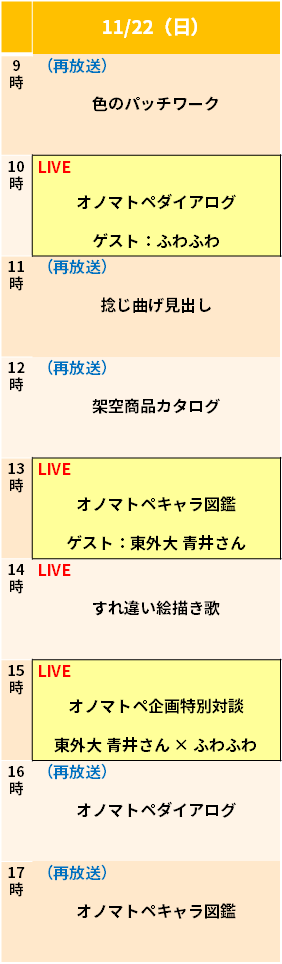 11/22（日）
9時
（再放送）
色のパッチワーク
10時
LIVE
オノマトペダイアログ
ゲスト：ふわふわ
11時
（再放送）
捻じ曲げ見出し
12時
（再放送）
架空商品カタログ
13時
LIVE
オノマトペキャラ図鑑
ゲスト：東外大 青井さん
14時
LIVE
すれ違い絵描き歌
15時
LIVE
オノマトペ企画特別対談
東外大 青井さん × ふわふわ
16時
（再放送）
オノマトペダイアログ
17時
（再放送）
オノマトペキャラ図鑑